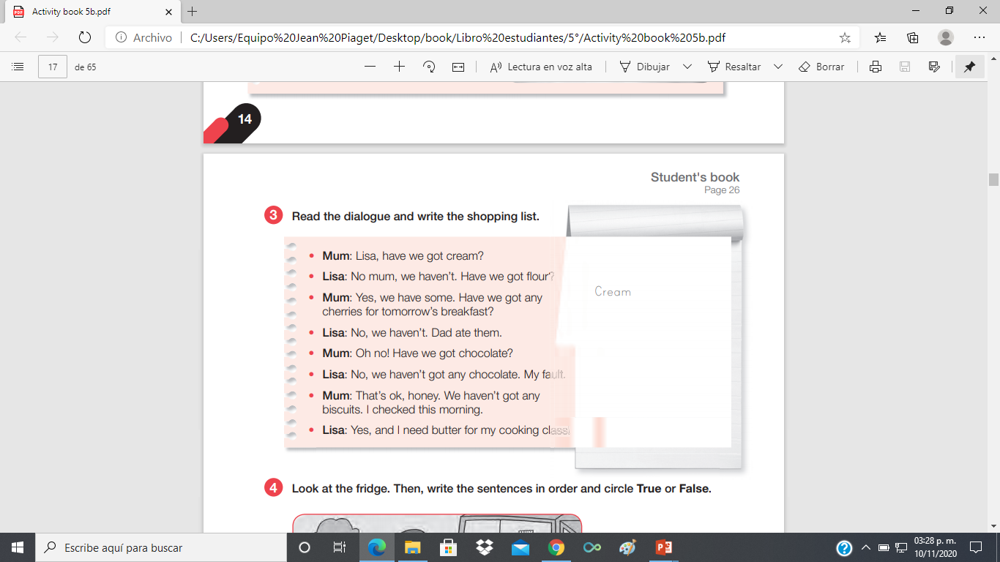 Activity book 5b.pdf
Archivo
C:/Users/Equipo%20Jean%20Piaget/Desktop/book/Libro%20estudiantes/5°/Activity%20book%205b.pdf
17 de 65
Lectura en voz alta
Dibujar
Resaltar
Borrar
14
Student's book
Page 26
3 Read the dialogue and write the shopping list.
• Mum: Lisa, have we got cream?
• Lisa: No mum, we haven't. Have we got flour?
• Mum: Yes, we have some. Have we got any
cherries for tomorrow's breakfast?
• Lisa: No, we haven't. Dad ate them.
• Mum: Oh no! Have we got chocolate?
• Lisa: No, we haven't got any chocolate. My fault.
• Mum: That's ok, honey. We haven't got any
biscuits. I checked this morning.
• Lisa: Yes, and I need butter for my cooking class.
Cream
4 Look at the fridge. Then, write the sentences in order and circle True or False.
Escribe aquí para buscar
03:28 p. m.
10/11/2020